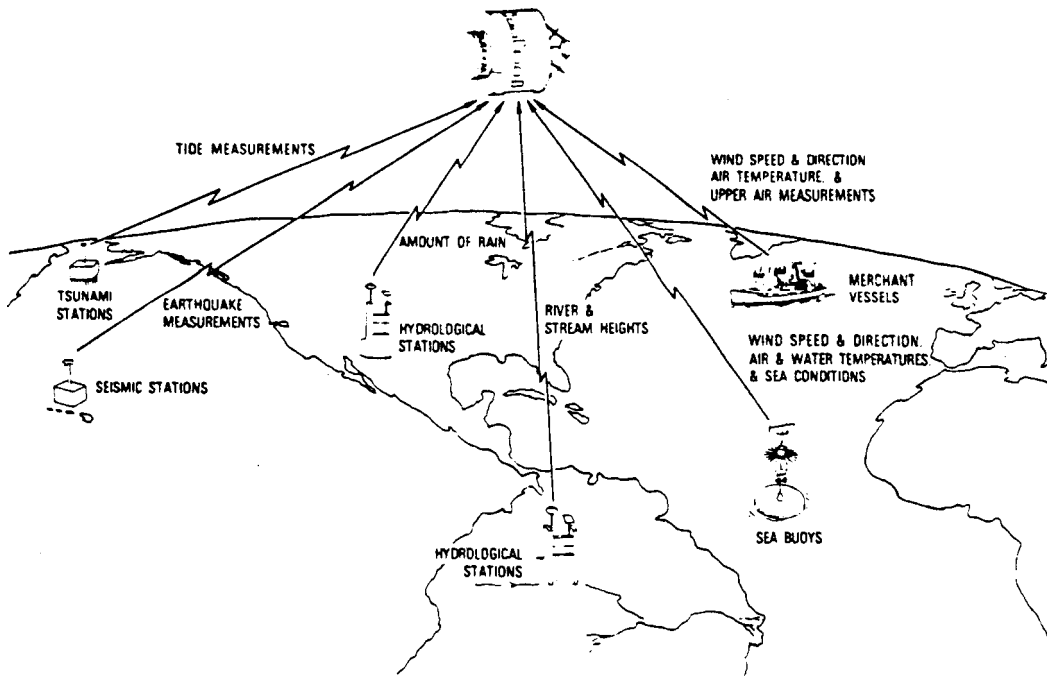 TIDE MEASUREMENTS
WIND SPEED & DIRECTION
AIR TEMPERATURE, &
UPPER AIR MEASUREMENTS
AMOUNT OF RAIN
TSUNAMI
STATIONS
EARTHQUAKE
MEASUREMENTS
MERCHANT
VESSELS
HYDROLOGICAL
STATIONS
RIVER &
STREAM HEIGHTS
WIND SPEED & DIRECTION,
AIR & WATER TEMPERATURES
& SEA CONDITIONS
SEISMIC STATIONS
SEA BUOYS
HYDROLOGICAL
STATIONS